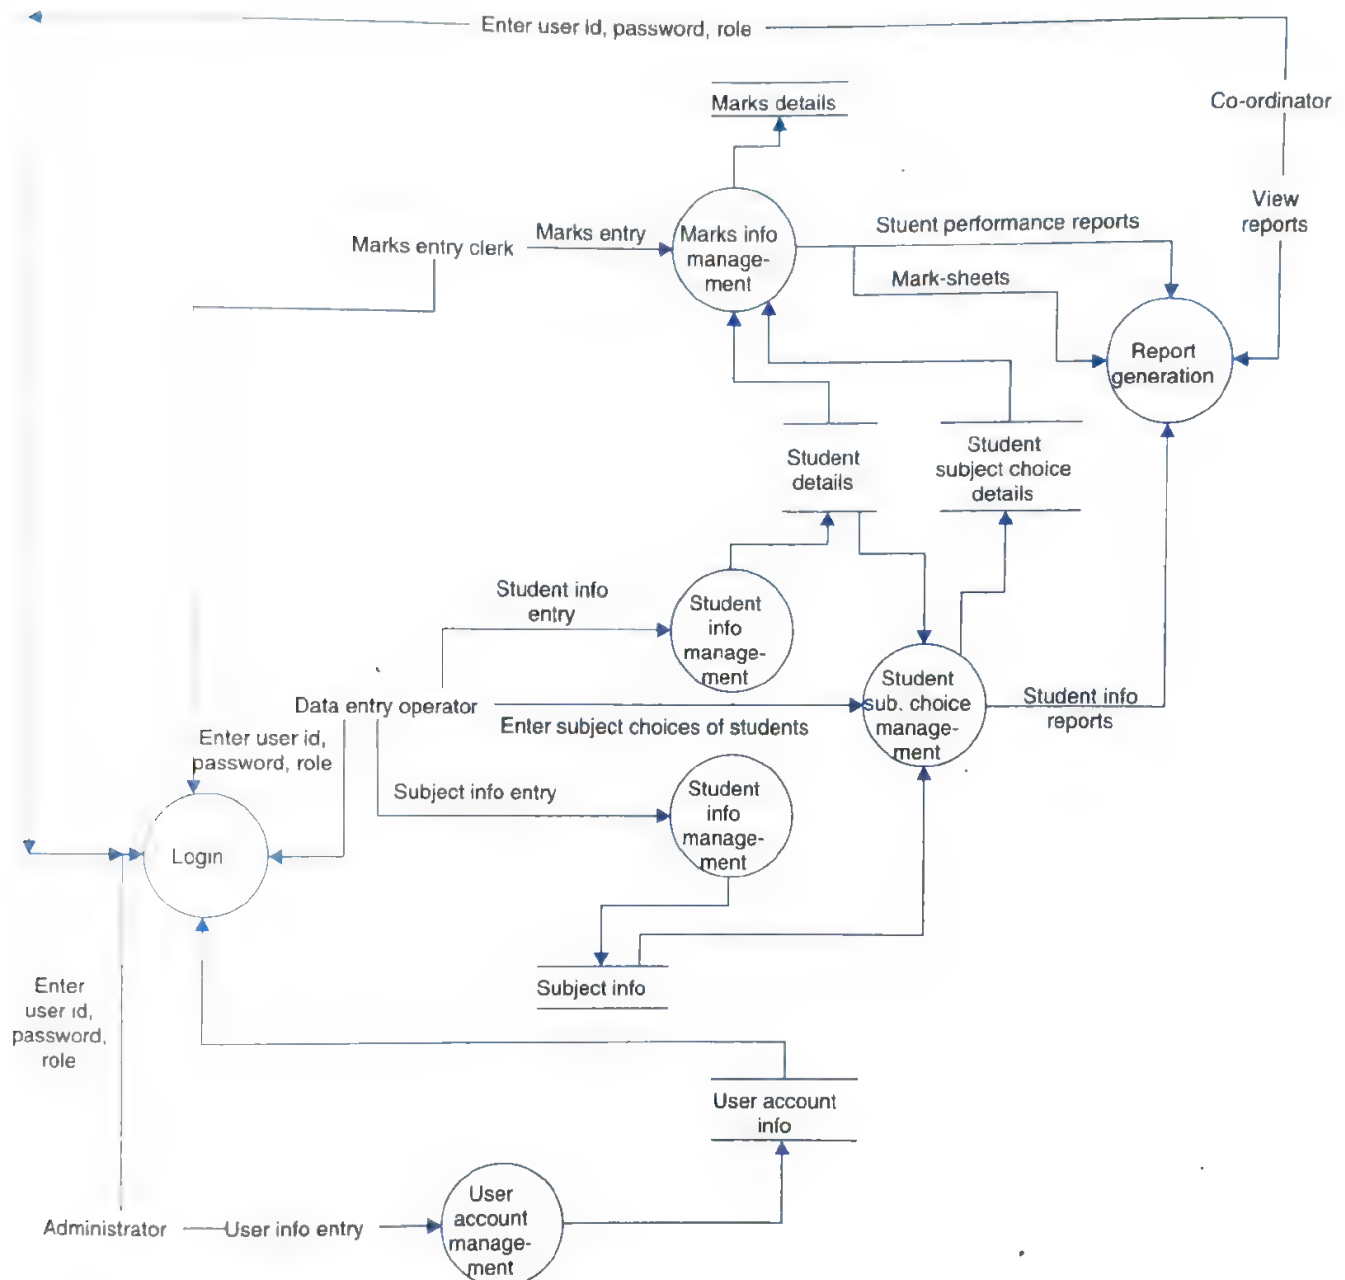 Enter user id, password, role
Co-ordinator
Marks details
View
reports
Marks entry clerk
Marks entry
Marks info
manage-
ment
Stuent performance reports
Mark-sheets
Report
generation
Student
details
Student
subject choice
details
Student info
entry
Student
info
manage-
ment
Data entry operator
Enter subject choices of students
Student
sub. choice
manage-
ment
Student info
reports
Enter user id,
password, role
Subject info entry
Student
info
manage-
ment
Login
Subject info
Enter
user id,
password,
role
User account
info
Administrator
User info entry
User
account
manage-
ment